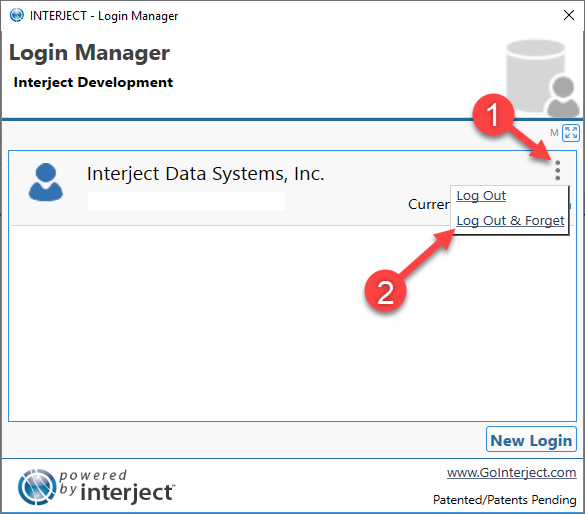 INTERJECT - Login Manager
Login Manager
Interject Development
1
M
Interject Data Systems, Inc.
Log Out
Curren
Log Out & Forget
2
New Login
powered
by interject™
www.GoInterject.com
Patented/Patents Pending